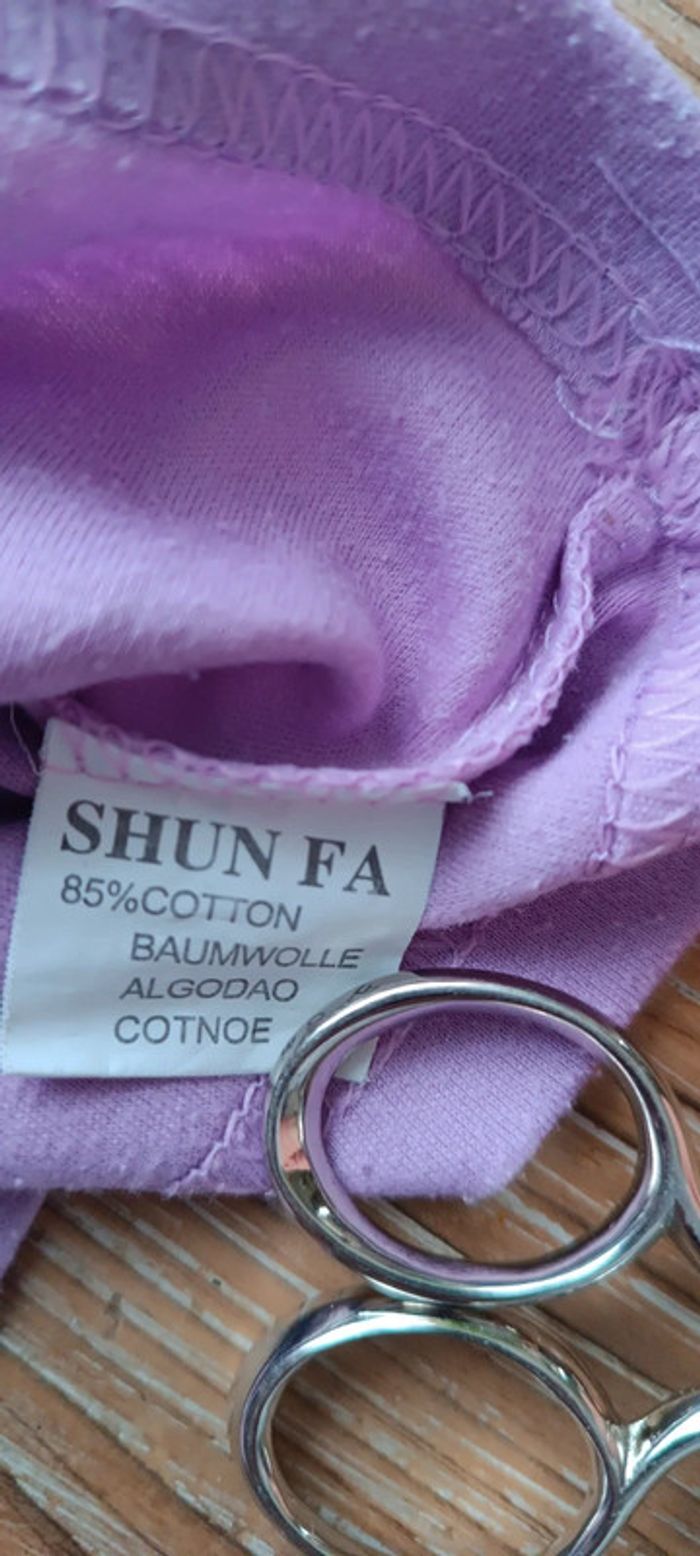 SHUN FA
85%COTTON
BAUMWOLLE
ALGODAO
COTNOE